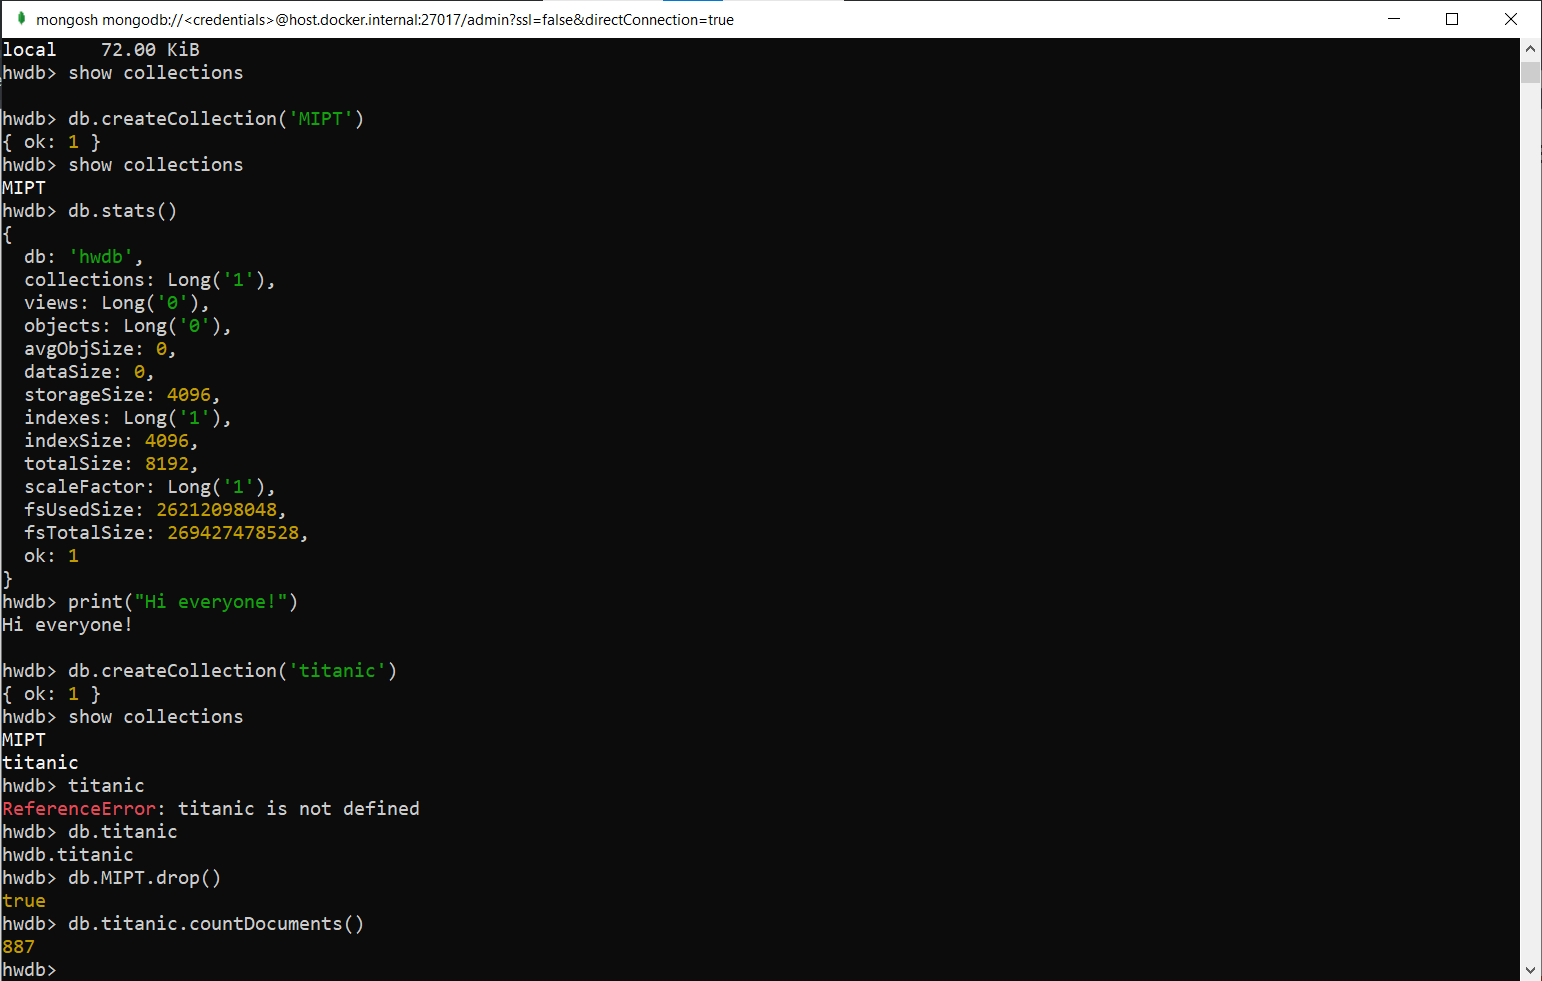 mongosh mongodb://<credentials>@host.docker.internal:27017/admin?ssl=false&directConnection=true
local    72.00 KiB
hwdb> show collections

hwdb> db.createCollection('MIPT')
{ ok: 1 }
hwdb> show collections
MIPT
hwdb> db.stats()
{
  db: 'hwdb',
  collections: Long('1'),
  views: Long('0'),
  objects: Long('0'),
  avgObjSize: 0,
  dataSize: 0,
  storageSize: 4096,
  indexes: Long('1'),
  indexSize: 4096,
  totalSize: 8192,
  scaleFactor: Long('1'),
  fsUsedSize: 26212098048,
  fsTotalSize: 269427478528,
  ok: 1
}
hwdb> print("Hi everyone!")
Hi everyone!

hwdb> db.createCollection('titanic')
{ ok: 1 }
hwdb> show collections
MIPT
titanic
hwdb> titanic
ReferenceError: titanic is not defined
hwdb> db.titanic
hwdb.titanic
hwdb> db.MIPT.drop()
true
hwdb> db.titanic.countDocuments()
887
hwdb>